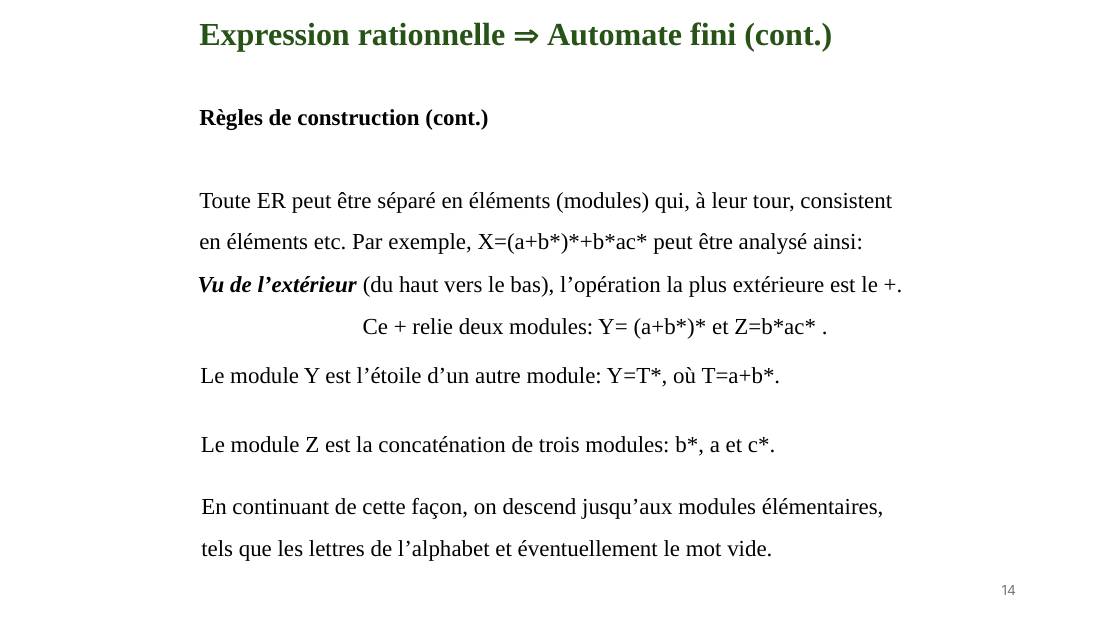 Expression rationnelle ⇒ Automate fini (cont.)
Règles de construction (cont.)
Toute ER peut être séparé en éléments (modules) qui, à leur tour, consistent
en éléments etc. Par exemple, X=(a+b*)*+b*ac* peut être analysé ainsi:
Vu de l’extérieur (du haut vers le bas), l’opération la plus extérieure est le +.
Ce + relie deux modules: Y= (a+b*)* et Z=b*ac* .
Le module Y est l’étoile d’un autre module: Y=T*, où T=a+b*.
Le module Z est la concaténation de trois modules: b*, a et c*.
En continuant de cette façon, on descend jusqu’aux modules élémentaires,
tels que les lettres de l’alphabet et éventuellement le mot vide.
14